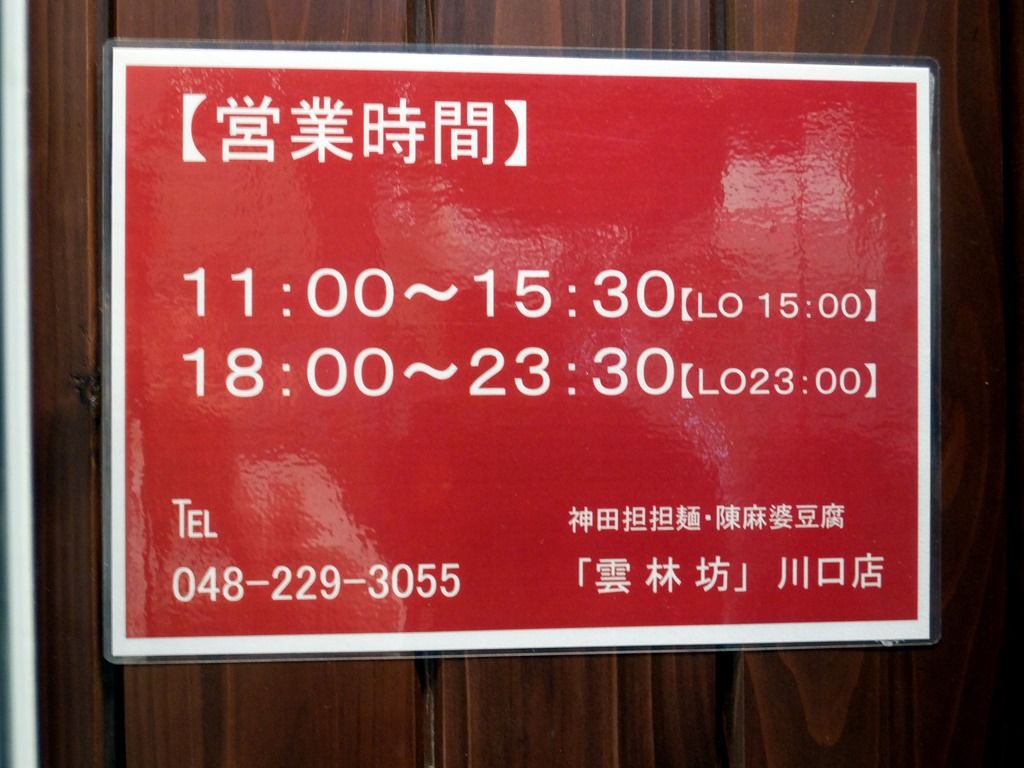 【営業時間】
11:00～15:30【LO 15:00】
18:00～23:30【LO23:00】
TEL
048-229-3055
神田担担麺・陳麻婆豆腐
「雲林坊」 川口店